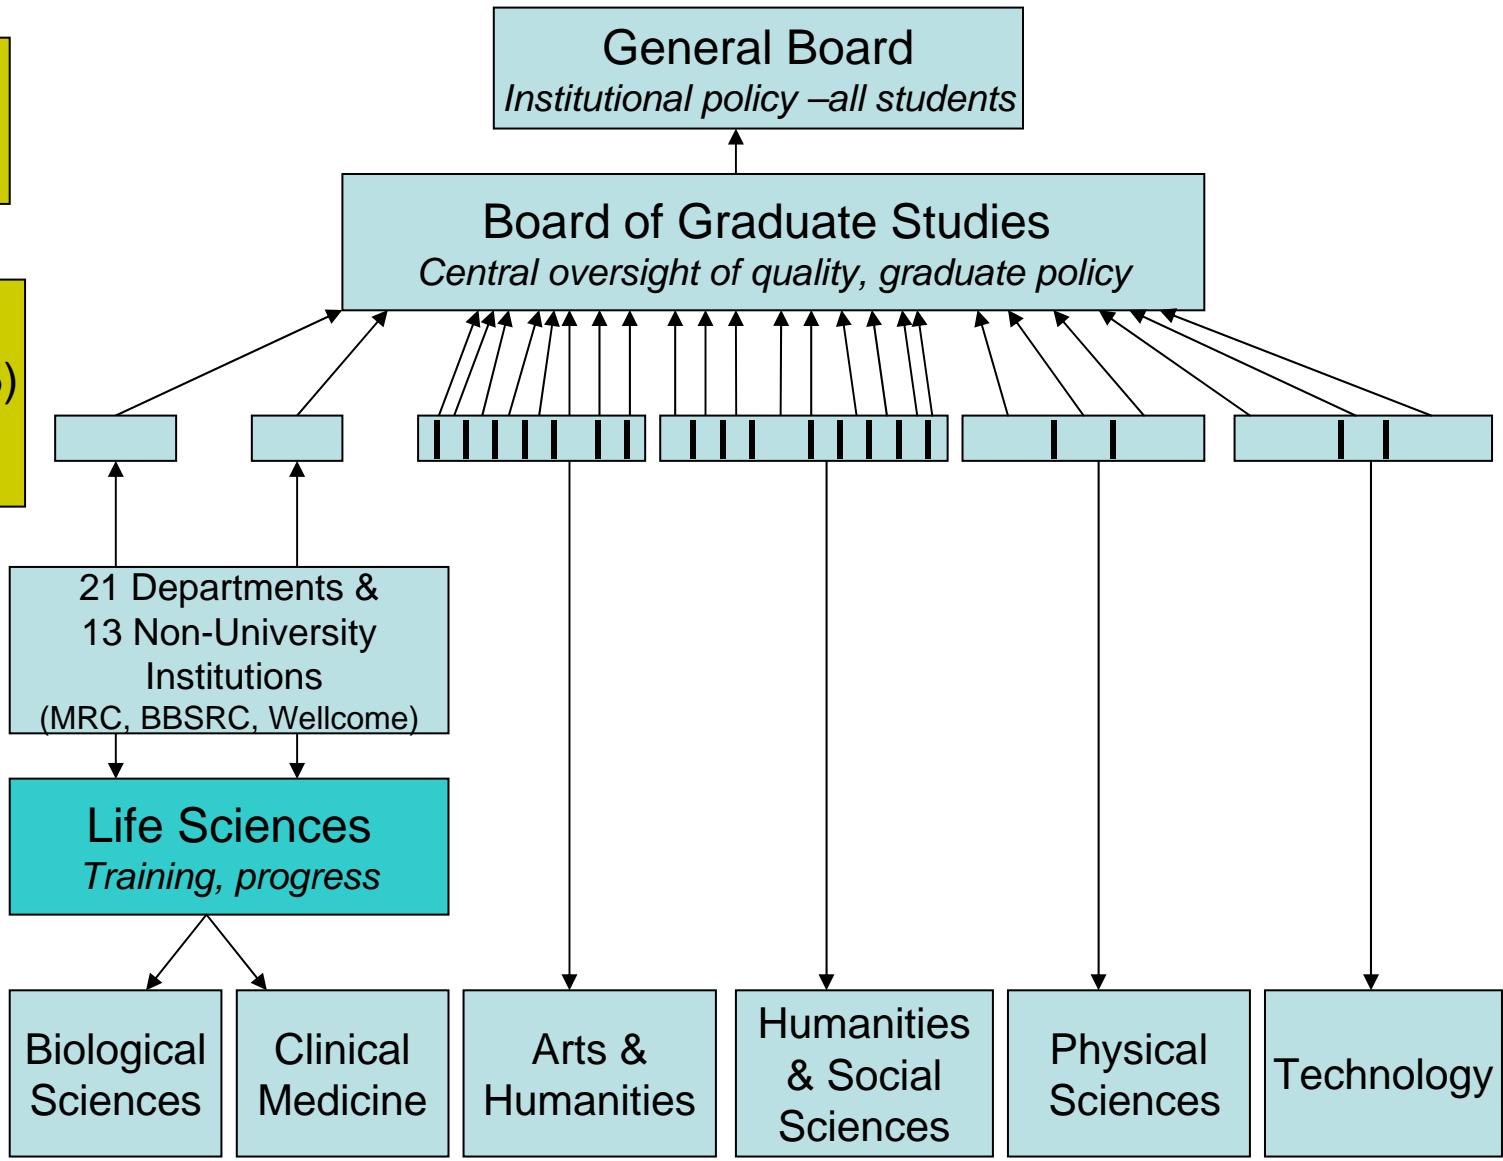 General Board
Institutional policy –all students
Board of Graduate Studies
Central oversight of quality, graduate policy
)
21 Departments &
13 Non-University
Institutions
(MRC, BBSRC, Wellcome)
Life Sciences
Training, progress
Biological
Sciences
Clinical
Medicine
Arts &
Humanities
Humanities
& Social
Sciences
Physical
Sciences
Technology